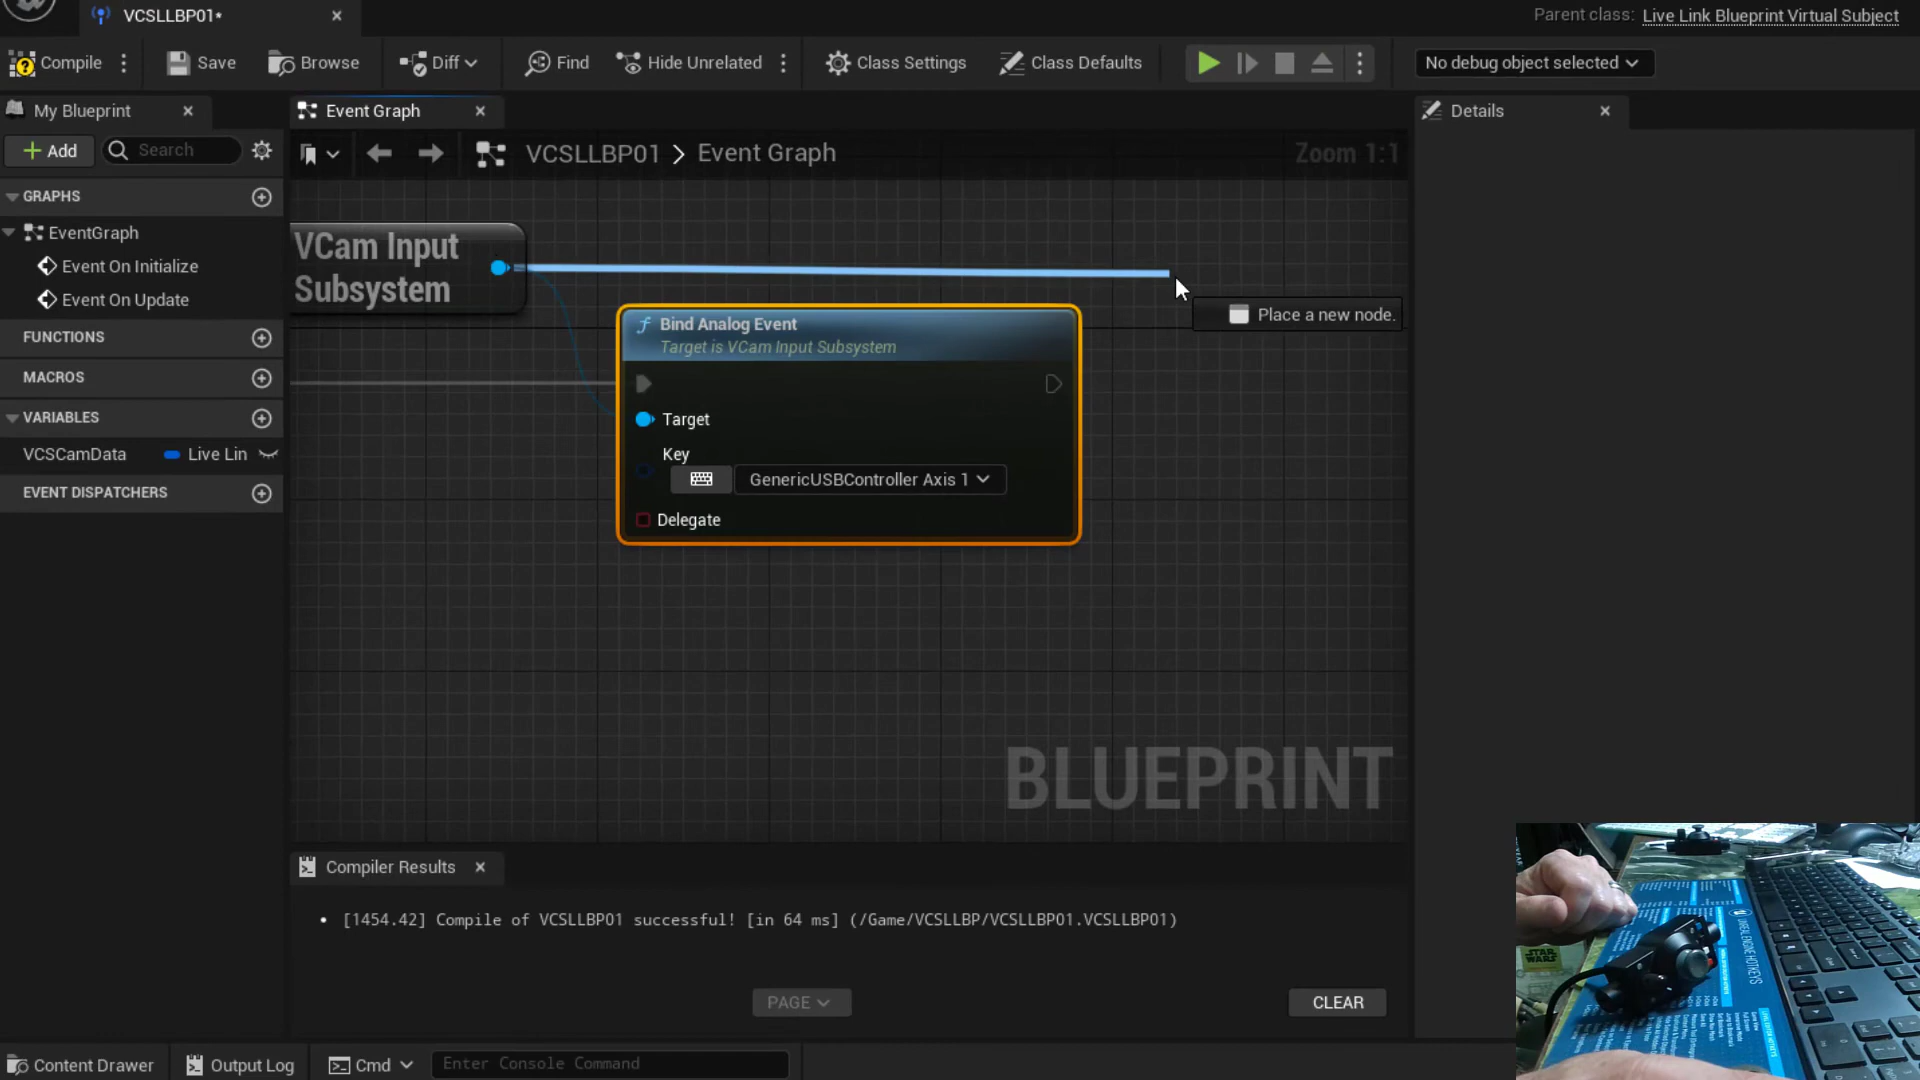 VCSLLBP01*
Parent class: Live Link Blueprint Virtual Subject
Compile
Save
Browse
Diff
Find
Hide Unrelated
Class Settings
Class Defaults
No debug object selected
My Blueprint
Event Graph
Details
Add
Search
VCSLLBP01 > Event Graph
Zoom 1:1
GRAPHS
EventGraph
Event On Initialize
Event On Update
FUNCTIONS
MACROS
VARIABLES
VCSCamData
Live Lin
EVENT DISPATCHERS
VCam Input
Subsystem
Place a new node.
Bind Analog Event
Target is VCam Input Subsystem
Target
Key
GenericUSBController Axis 1
Delegate
BLUEPRINT
Compiler Results
• [1454.42] Compile of VCSLLBP01 successful! [in 64 ms] (/Game/VCSLLBP/VCSLLBP01.VCSLLBP01)
PAGE
CLEAR
Content Drawer
Output Log
Cmd
Enter Console Command
STAR
WARS
UNREAL ENGINE HOTKEYS